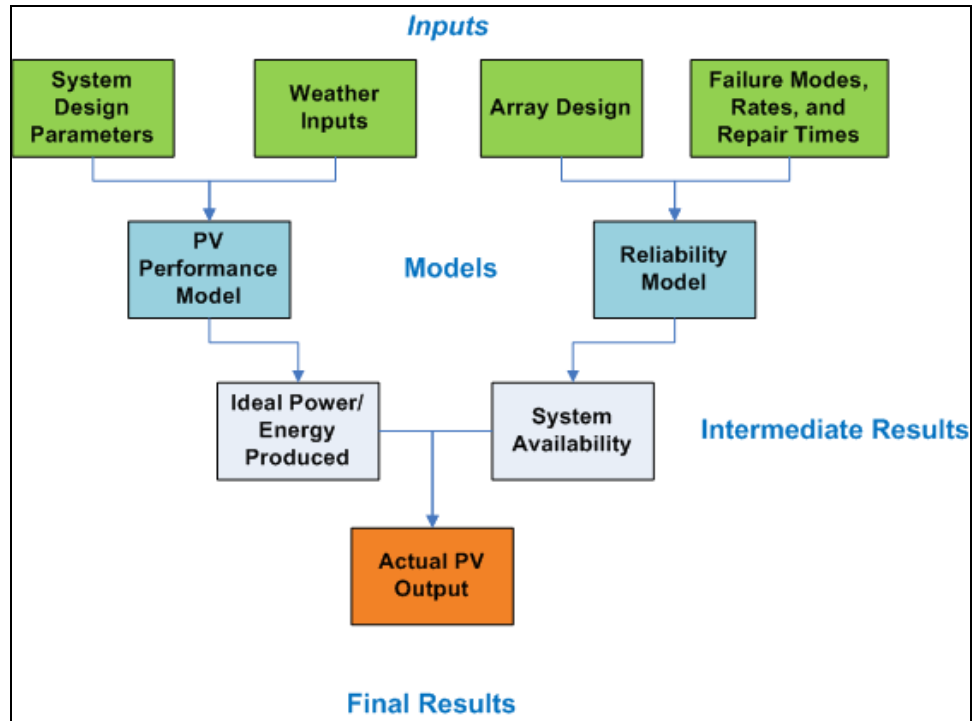 Inputs
System
Design
Parameters
Weather
Inputs
Array Design
Failure Modes,
Rates, and
Repair Times
PV
Performance
Model
Models
Reliability
Model
Ideal Power/
Energy
Produced
System
Availability
Intermediate Results
Actual PV
Output
Final Results